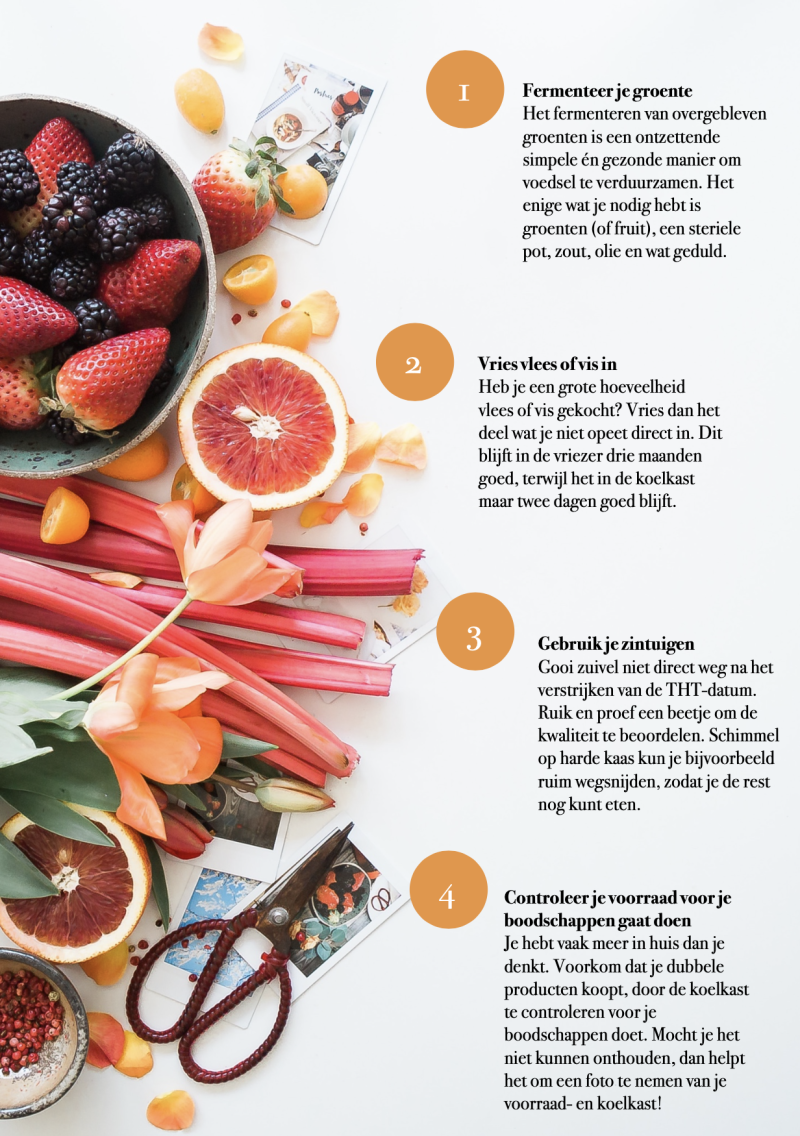 1
Fermenteer je groente
Het fermenteren van overgebleven
groenten is een ontzettende
simpele én gezonde manier om
voedsel te verduurzamen. Het
enige wat je nodig hebt is
groenten (of fruit), een steriele
pot, zout, olie en wat geduld.
2
Vries vlees of vis in
Heb je een grote hoeveelheid
vlees of vis gekocht? Vries dan het
deel wat je niet opeet direct in. Dit
blijft in de vriezer drie maanden
goed, terwijl het in de koelkast
maar twee dagen goed blijft.
3
Gebruik je zintuigen
Gooi zuivel niet direct weg na het
verstrijken van de THT-datum.
Ruik en proef een beetje om de
kwaliteit te beoordelen. Schimmel
op harde kaas kun je bijvoorbeeld
ruim wegsnijden, zodat je de rest
nog kunt eten.
4
Controleer je voorraad voor je
boodschappen gaat doen
Je hebt vaak meer in huis dan je
denkt. Voorkom dat je dubbele
producten koopt, door de koelkast
te controleren voor je
boodschappen doet. Mocht je het
niet kunnen onthouden, dan helpt
het om een foto te nemen van je
voorraad- en koelkast!